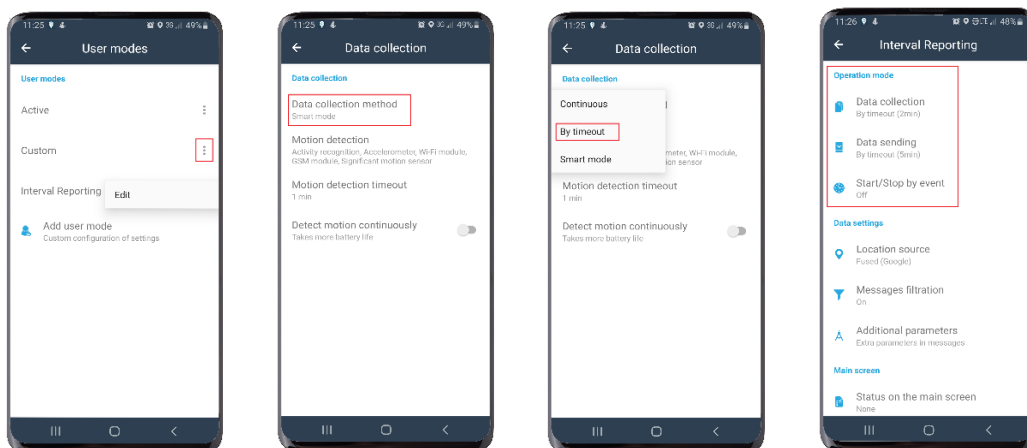 11:25 49%
User modes
User modes
Active
Custom
Interval Reporting
Edit
Add user mode
Custom configuration of settings
11:25 49%
Data collection
Data collection
Data collection method
Smart mode
Motion detection
Activity recognition, Accelerometer, Wi-Fi module,
GSM module, Significant motion sensor
Motion detection timeout
1 min
Detect motion continuously
Takes more battery life
11:25 49%
Data collection
Data collection
Continuous
By timeout
Smart mode
meter, Wi-Fi module,
ion sensor
Motion detection timeout
1 min
Detect motion continuously
Takes more battery life
11:26 48%
Interval Reporting
Operation mode
Data collection
By timeout (2min)
Data sending
By timeout (5min)
Start/Stop by event
Off
Data settings
Location source
Fused (Google)
Messages filtration
On
Additional parameters
Extra parameters in messages
Main screen
Status on the main screen
None